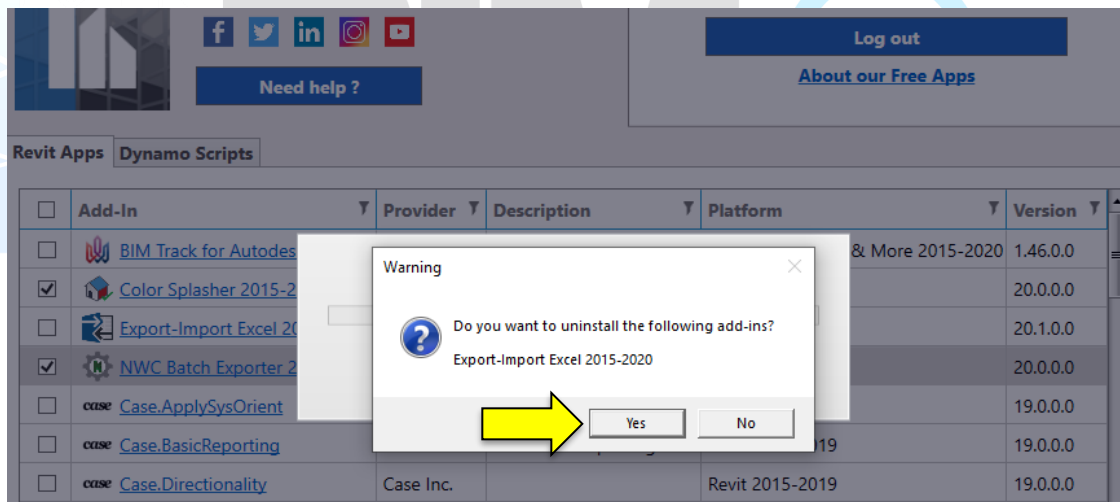 Log out
Need help ?
About our Free Apps
Revit Apps Dynamo Scripts
Add-In Provider Description Platform Version
BIM Track for Autodes & More 2015-2020 1.46.0.0
Color Splasher 2015-2 20.0.0.0
Export-Import Excel 20 20.1.0.0
NWC Batch Exporter 2 20.0.0.0
case Case.ApplySysOrient 19.0.0.0
case Case.BasicReporting 19 19.0.0.0
case Case.Directionality Case Inc. Revit 2015-2019 19.0.0.0
Warning
Do you want to uninstall the following add-ins?
Export-Import Excel 2015-2020
Yes No